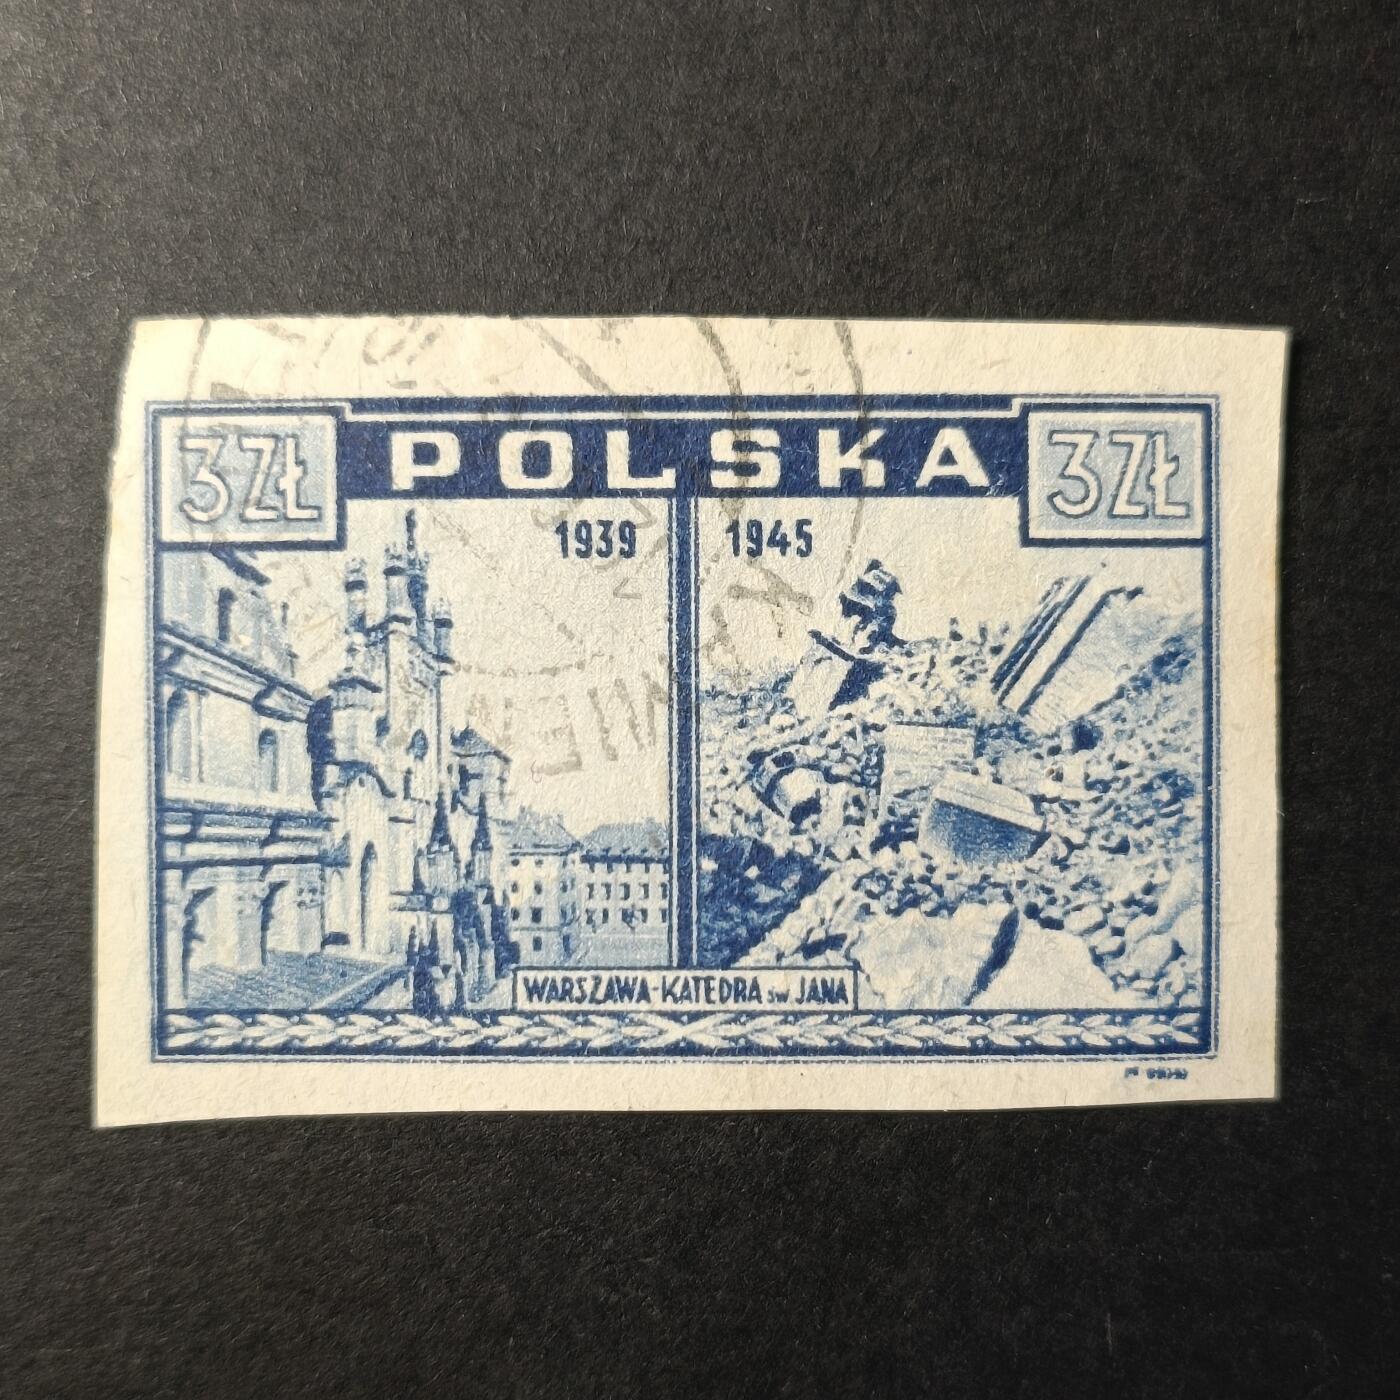 3ZŁ POLSKA 3ZŁ
1939 1945
WARSZAWA-KATEDRA św JANA